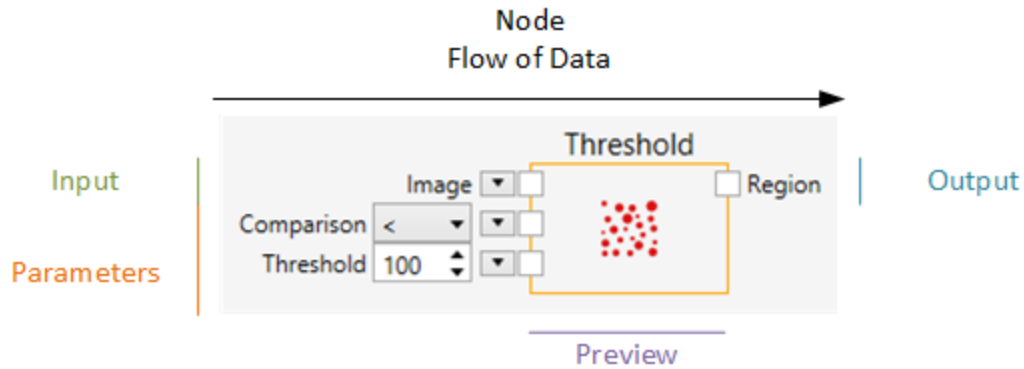 Node
Flow of Data
Threshold
Input
Image
Region
Output
Comparison <
Parameters
Threshold 100
Preview